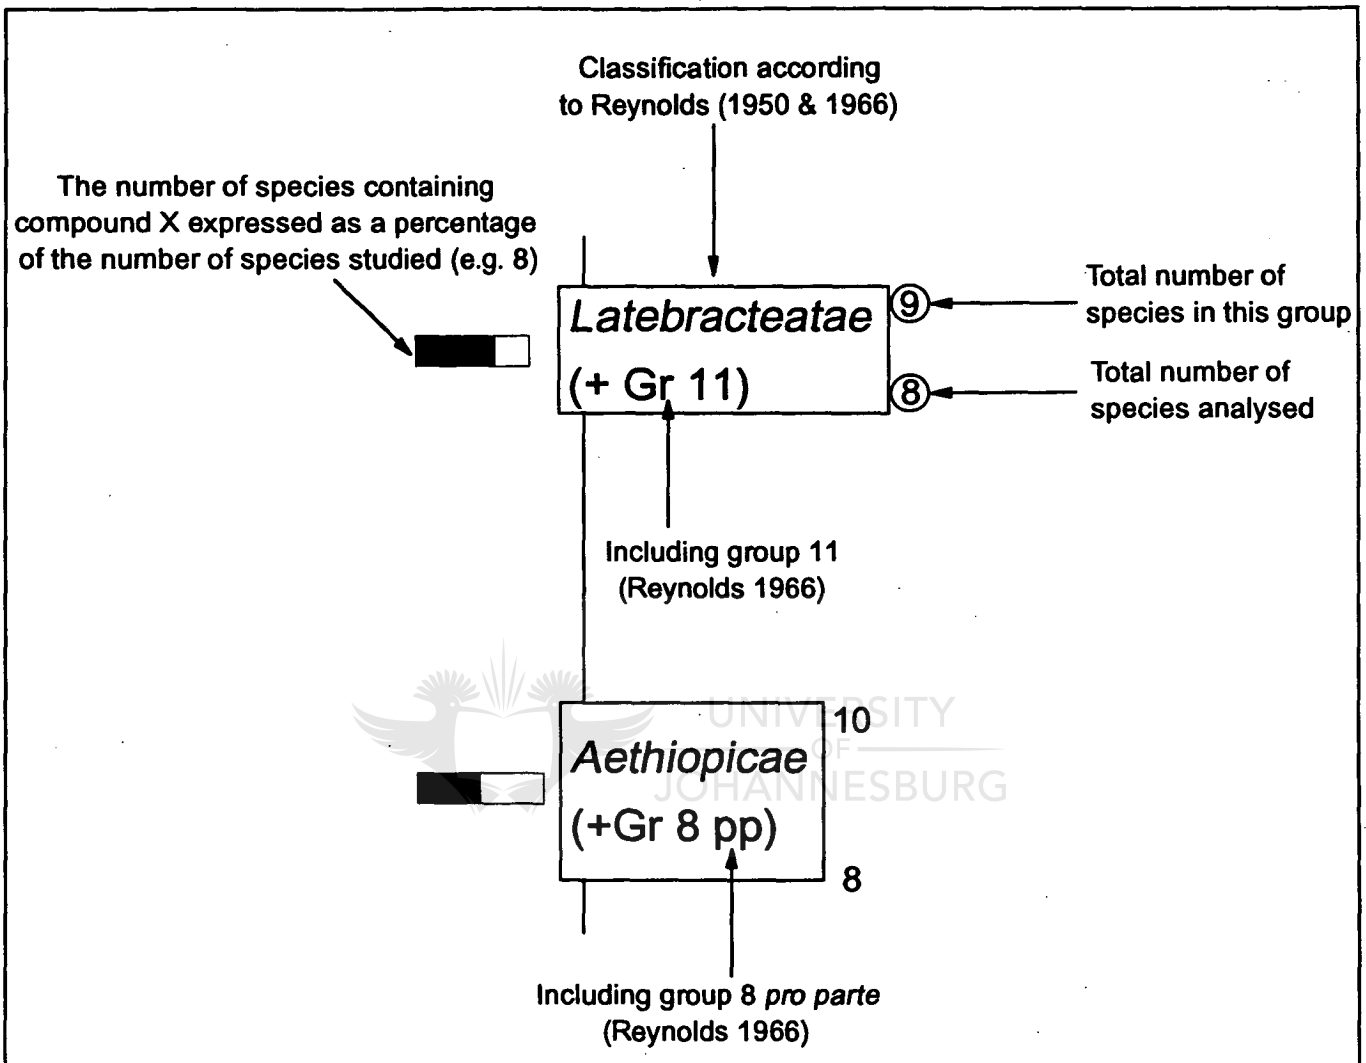 Classification according
to Reynolds (1950 & 1966)
The number of species containing
compound X expressed as a percentage
of the number of species studied (e.g. 8)
Latebracteatae
(+ Gr 11)
9
8
Total number of
species in this group
Total number of
species analysed
Including group 11
(Reynolds 1966)
UNIVERSITY
OF
JOHANNESBURG
Aethiopicae
(+Gr 8 pp)
10
8
Including group 8 pro parte
(Reynolds 1966)